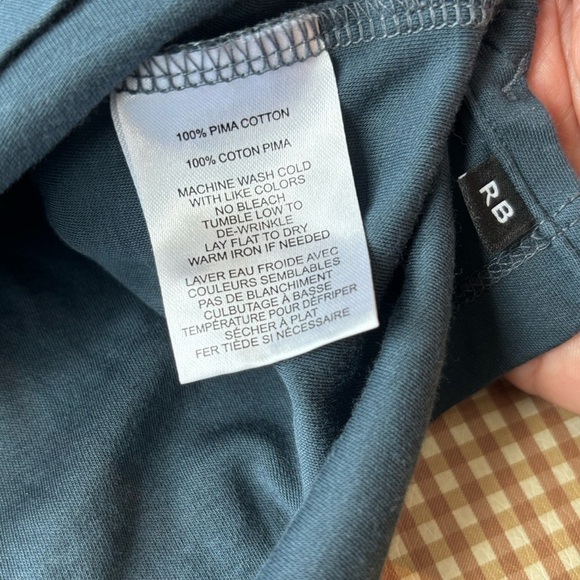 100% PIMA COTTON
100% COTON PIMA
MACHINE WASH COLD
WITH LIKE COLORS
NO BLEACH
TUMBLE LOW TO
DE-WRINKLE
LAY FLAT TO DRY
WARM IRON IF NEEDED
LAVER EAU FROIDE AVEC
COULEURS SEMBLABLES
PAS DE BLANCHIMENT
CULBUTAGE À BASSE
TEMPÉRATURE POUR DÉFRIPER
SÈCHER À PLAT
FER TIÈDE SI NÉCESSAIRE
RB